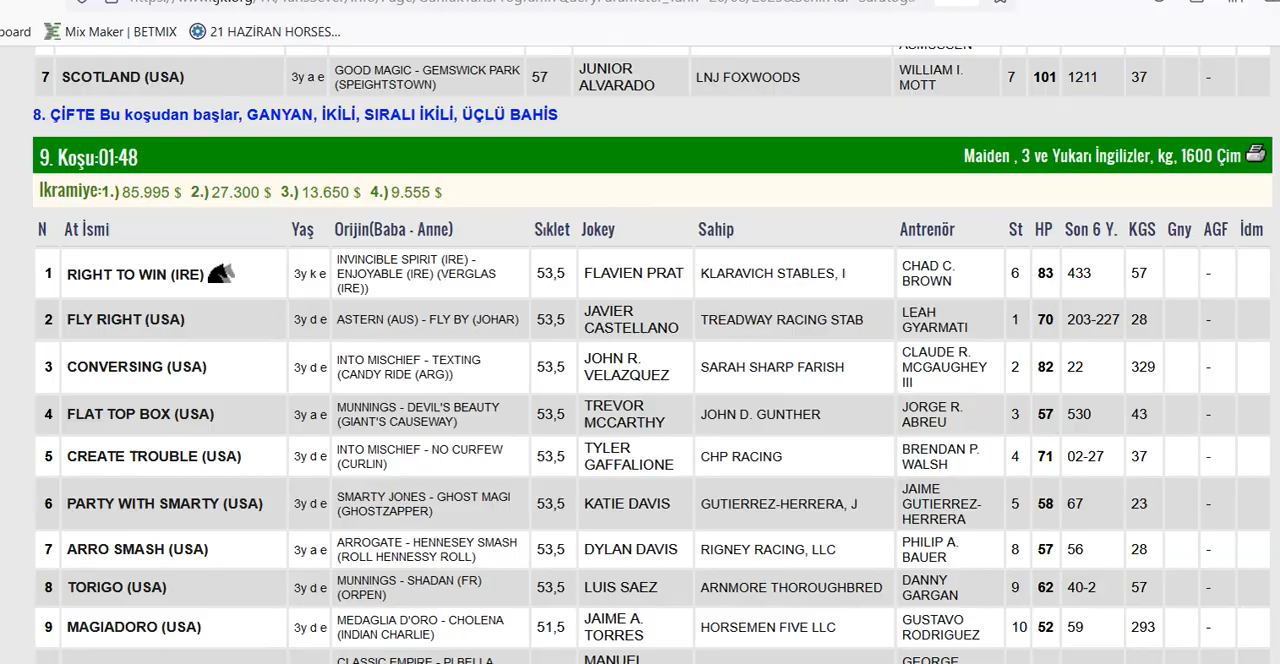 board Mix Maker | BETMIX 21 HAZİRAN HORSES...
7 SCOTLAND (USA) 3y a e GOOD MAGIC - GEMSWICK PARK (SPEIGHTSTOWN) 57 JUNIOR ALVARADO LNJ FOXWOODS WILLIAM I. MOTT 7 101 1211 37 -
8. ÇİFTE Bu koşudan başlar, GANYAN, İKİLİ, SIRALI İKİLİ, ÜÇLÜ BAHİS
9. Koşu:01:48 Maiden , 3 ve Yukarı İngilizler, kg, 1600 Çim
Ikramiye:1.) 85.995 $ 2.) 27.300 $ 3.) 13.650 $ 4.) 9.555 $
N At İsmi Yaş Orijin(Baba - Anne) Sıklet Jokey Sahip Antrenör St HP Son 6 Y. KGS Gny AGF İdm
1 RIGHT TO WIN (IRE) 3y k e INVINCIBLE SPIRIT (IRE) - ENJOYABLE (IRE) (VERGLAS (IRE)) 53,5 FLAVIEN PRAT KLARAVICH STABLES, I CHAD C. BROWN 6 83 433 57 -
2 FLY RIGHT (USA) 3y d e ASTERN (AUS) - FLY BY (JOHAR) 53,5 JAVIER CASTELLANO TREADWAY RACING STAB LEAH GYARMATI 1 70 203-227 28 -
3 CONVERSING (USA) 3y d e INTO MISCHIEF - TEXTING (CANDY RIDE (ARG)) 53,5 JOHN R. VELAZQUEZ SARAH SHARP FARISH CLAUDE R. MCGAUGHEY III 2 82 22 329 -
4 FLAT TOP BOX (USA) 3y a e MUNNINGS - DEVIL'S BEAUTY (GIANT'S CAUSEWAY) 53,5 TREVOR MCCARTHY JOHN D. GUNTHER JORGE R. ABREU 3 57 530 43 -
5 CREATE TROUBLE (USA) 3y d e INTO MISCHIEF - NO CURFEW (CURLIN) 53,5 TYLER GAFFALIONE CHP RACING BRENDAN P. WALSH 4 71 02-27 37 -
6 PARTY WITH SMARTY (USA) 3y d e SMARTY JONES - GHOST MAGI (GHOSTZAPPER) 53,5 KATIE DAVIS GUTIERREZ-HERRERA, J JAIME GUTIERREZ-HERRERA 5 58 67 23 -
7 ARRO SMASH (USA) 3y a e ARROGATE - HENNESEY SMASH (ROLL HENNESSY ROLL) 53,5 DYLAN DAVIS RIGNEY RACING, LLC PHILIP A. BAUER 8 57 56 28 -
8 TORIGO (USA) 3y d e MUNNINGS - SHADAN (FR) (ORPEN) 53,5 LUIS SAEZ ARNMORE THOROUGHBRED DANNY GARGAN 9 62 40-2 57 -
9 MAGIADORO (USA) 3y d e MEDAGLIA D'ORO - CHOLENA (INDIAN CHARLIE) 51,5 JAIME A. TORRES HORSEMEN FIVE LLC GUSTAVO RODRIGUEZ 10 52 59 293 -
CLASSIC EMPIRE - PI BELLA MANUEL GEORGE